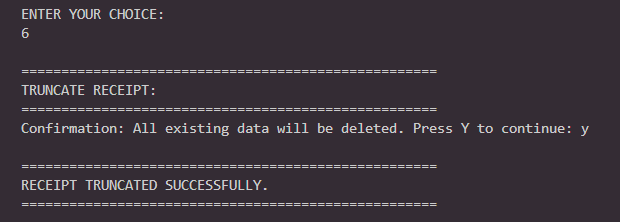 ENTER YOUR CHOICE:
6
====================================================
TRUNCATE RECEIPT:
====================================================
Confirmation: All existing data will be deleted. Press Y to continue: y
====================================================
RECEIPT TRUNCATED SUCCESSFULLY.
====================================================